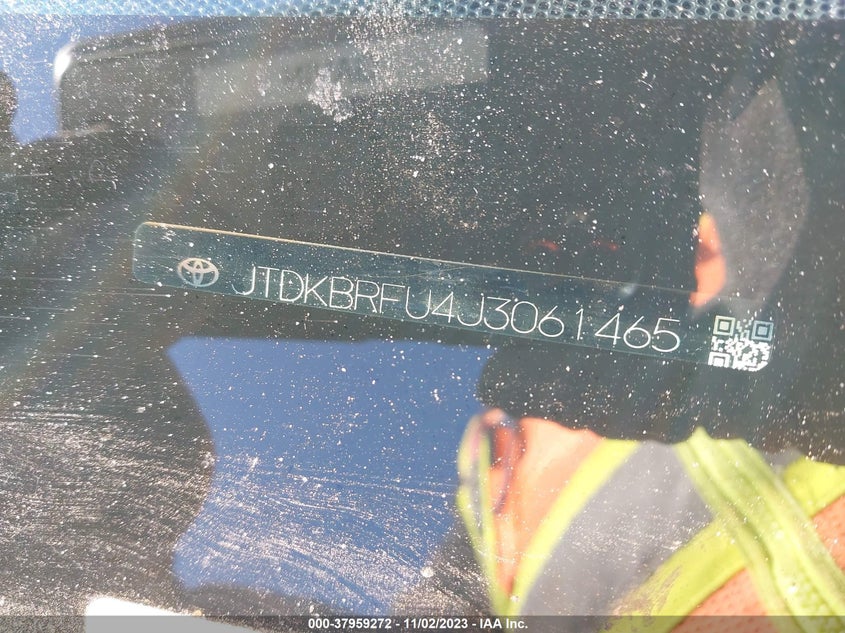 JTDKBRFU4J3061465
000-37959272 - 11/02/2023 - IAA Inc.